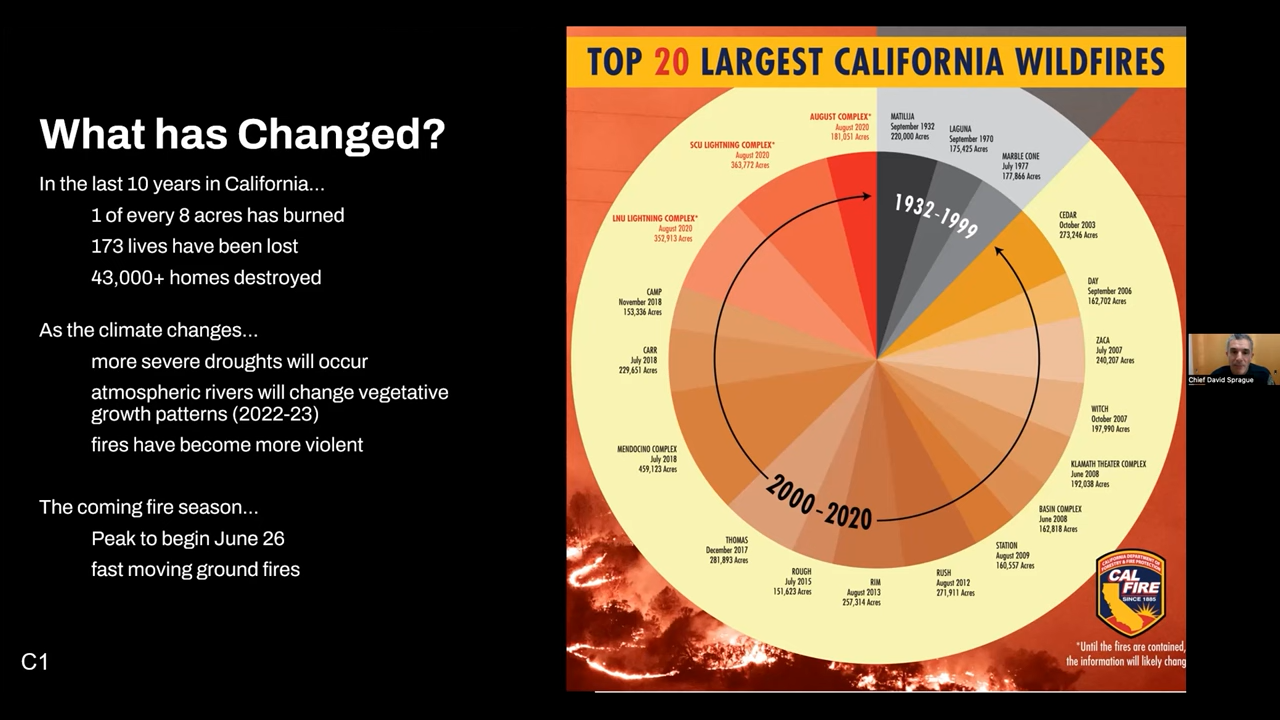 What has Changed?
In the last 10 years in California...
1 of every 8 acres has burned
173 lives have been lost
43,000+ homes destroyed
As the climate changes...
more severe droughts will occur
atmospheric rivers will change vegetative
growth patterns (2022-23)
fires have become more violent
The coming fire season...
Peak to begin June 26
fast moving ground fires
C1
TOP 20 LARGEST CALIFORNIA WILDFIRES
AUGUST COMPLEX*
August 2020
181,051 Acres
SCU LIGHTNING COMPLEX*
August 2020
363,772 Acres
LNU LIGHTNING COMPLEX*
August 2020
352,913 Acres
CAMP
November 2018
153,336 Acres
CARR
July 2018
229,651 Acres
MENDOCINO COMPLEX
July 2018
459,123 Acres
THOMAS
December 2017
281,893 Acres
ROUGH
July 2015
151,623 Acres
RIM
August 2013
257,314 Acres
RUSH
August 2012
271,911 Acres
STATION
August 2009
160,557 Acres
BASIN COMPLEX
June 2008
162,818 Acres
KLAMATH THEATER COMPLEX
June 2008
192,038 Acres
WITCH
October 2007
197,990 Acres
ZACA
July 2007
240,207 Acres
DAY
September 2006
162,702 Acres
CEDAR
October 2003
273,246 Acres
MARBLE CONE
July 1977
177,866 Acres
LAGUNA
September 1970
175,425 Acres
MATILIJA
September 1932
220,000 Acres
1932-1999
2000-2020
CALIFORNIA DEPARTMENT OF
FORESTRY & FIRE PROTECTION
CAL
FIRE
SINCE 1885
*Until the fires are contained,
the information will likely chang
Chief David Sprague